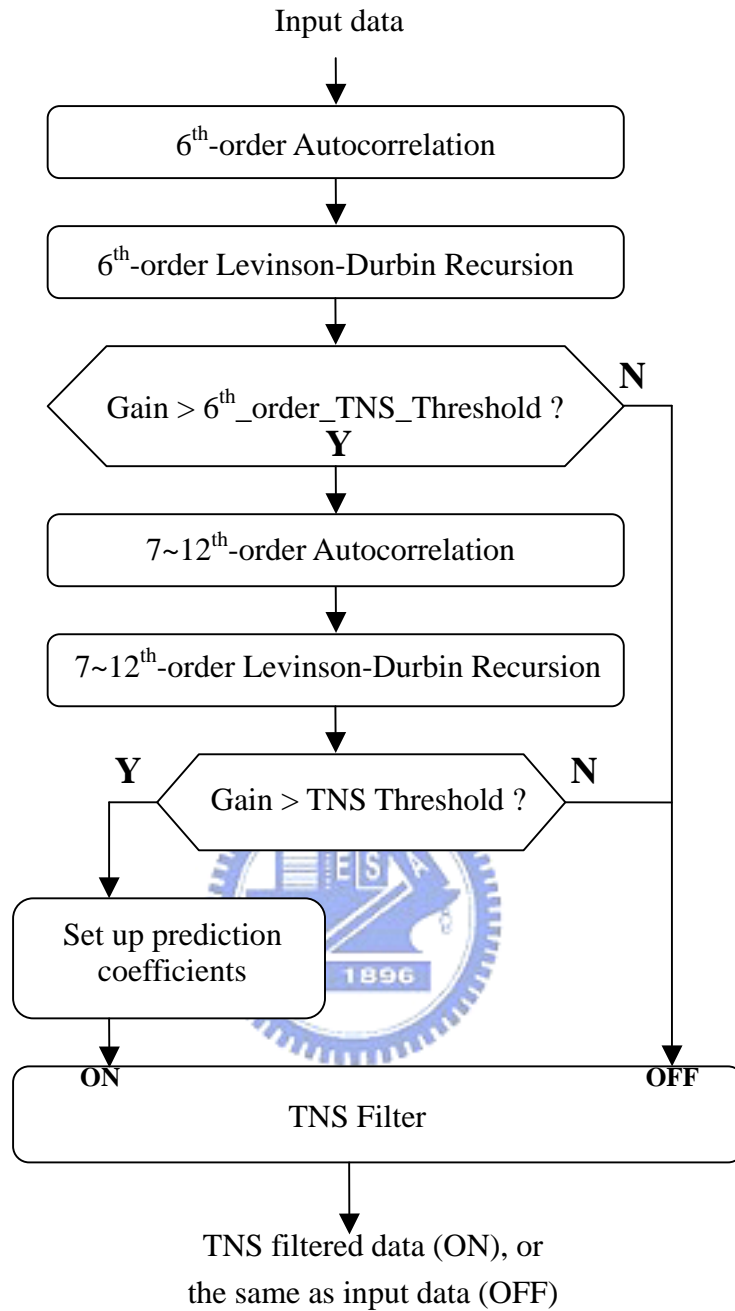 Input data
6th-order Autocorrelation
6th-order Levinson-Durbin Recursion
Gain > 6th_order_TNS_Threshold ?
N
Y
7~12th-order Autocorrelation
7~12th-order Levinson-Durbin Recursion
Y
N
Gain > TNS Threshold ?
E S A
Set up prediction
coefficients
1896
ON
OFF
TNS Filter
TNS filtered data (ON), or
the same as input data (OFF)